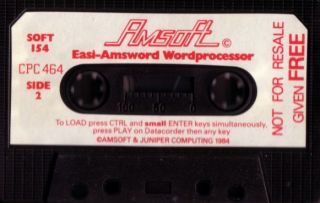 SOFT
154
CPC 464
SIDE
2
Amsoft ©
Easi-Amsword Wordprocessor
100 50 0
To LOAD press CTRL and small ENTER keys simultaneously,
press PLAY on Datacorder then any key
©AMSOFT & JUNIPER COMPUTING 1984
NOT FOR RESALE
GIVEN FREE